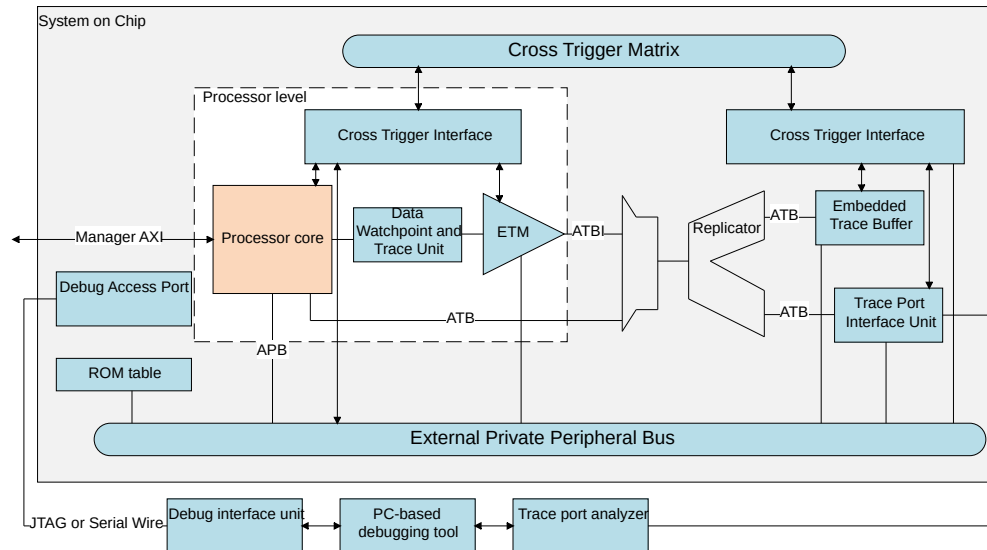 System on Chip
Cross Trigger Matrix
Processor level
Cross Trigger Interface
Cross Trigger Interface
Processor core
Data
Watchpoint and
Trace Unit
ETM
ATBI
Replicator
ATB
Embedded
Trace Buffer
Manager AXI
Debug Access Port
ATB
ATB
Trace Port
Interface Unit
APB
ROM table
External Private Peripheral Bus
JTAG or Serial Wire
Debug interface unit
PC-based
debugging tool
Trace port analyzer